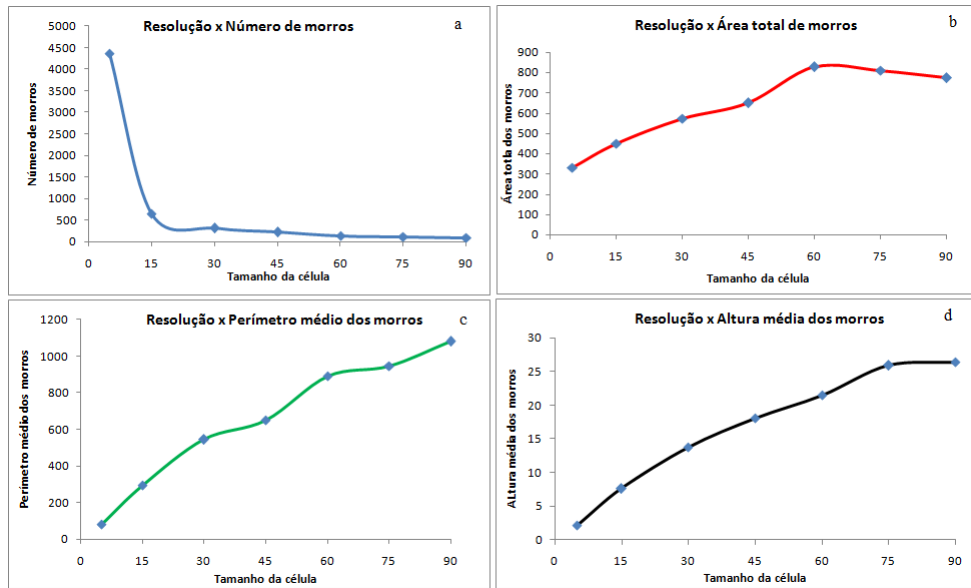 Resolução x Número de morros
a
Número de morros
5000
4500
4000
3500
3000
2500
2000
1500
1000
500
0
0 15 30 45 60 75 90
Tamanho da célula
Resolução x Área total de morros
b
Área totla dos morros
900
800
700
600
500
400
300
200
100
0
0 15 30 45 60 75 90
Tamanho da célula
Resolução x Perímetro médio dos morros
c
Perímetro médio dos morros
1200
1000
800
600
400
200
0
0 15 30 45 60 75 90
Tamanho da célula
Resolução x Altura média dos morros
d
ALtura média dos morros
30
25
20
15
10
5
0
0 15 30 45 60 75 90
Tamanho da célula